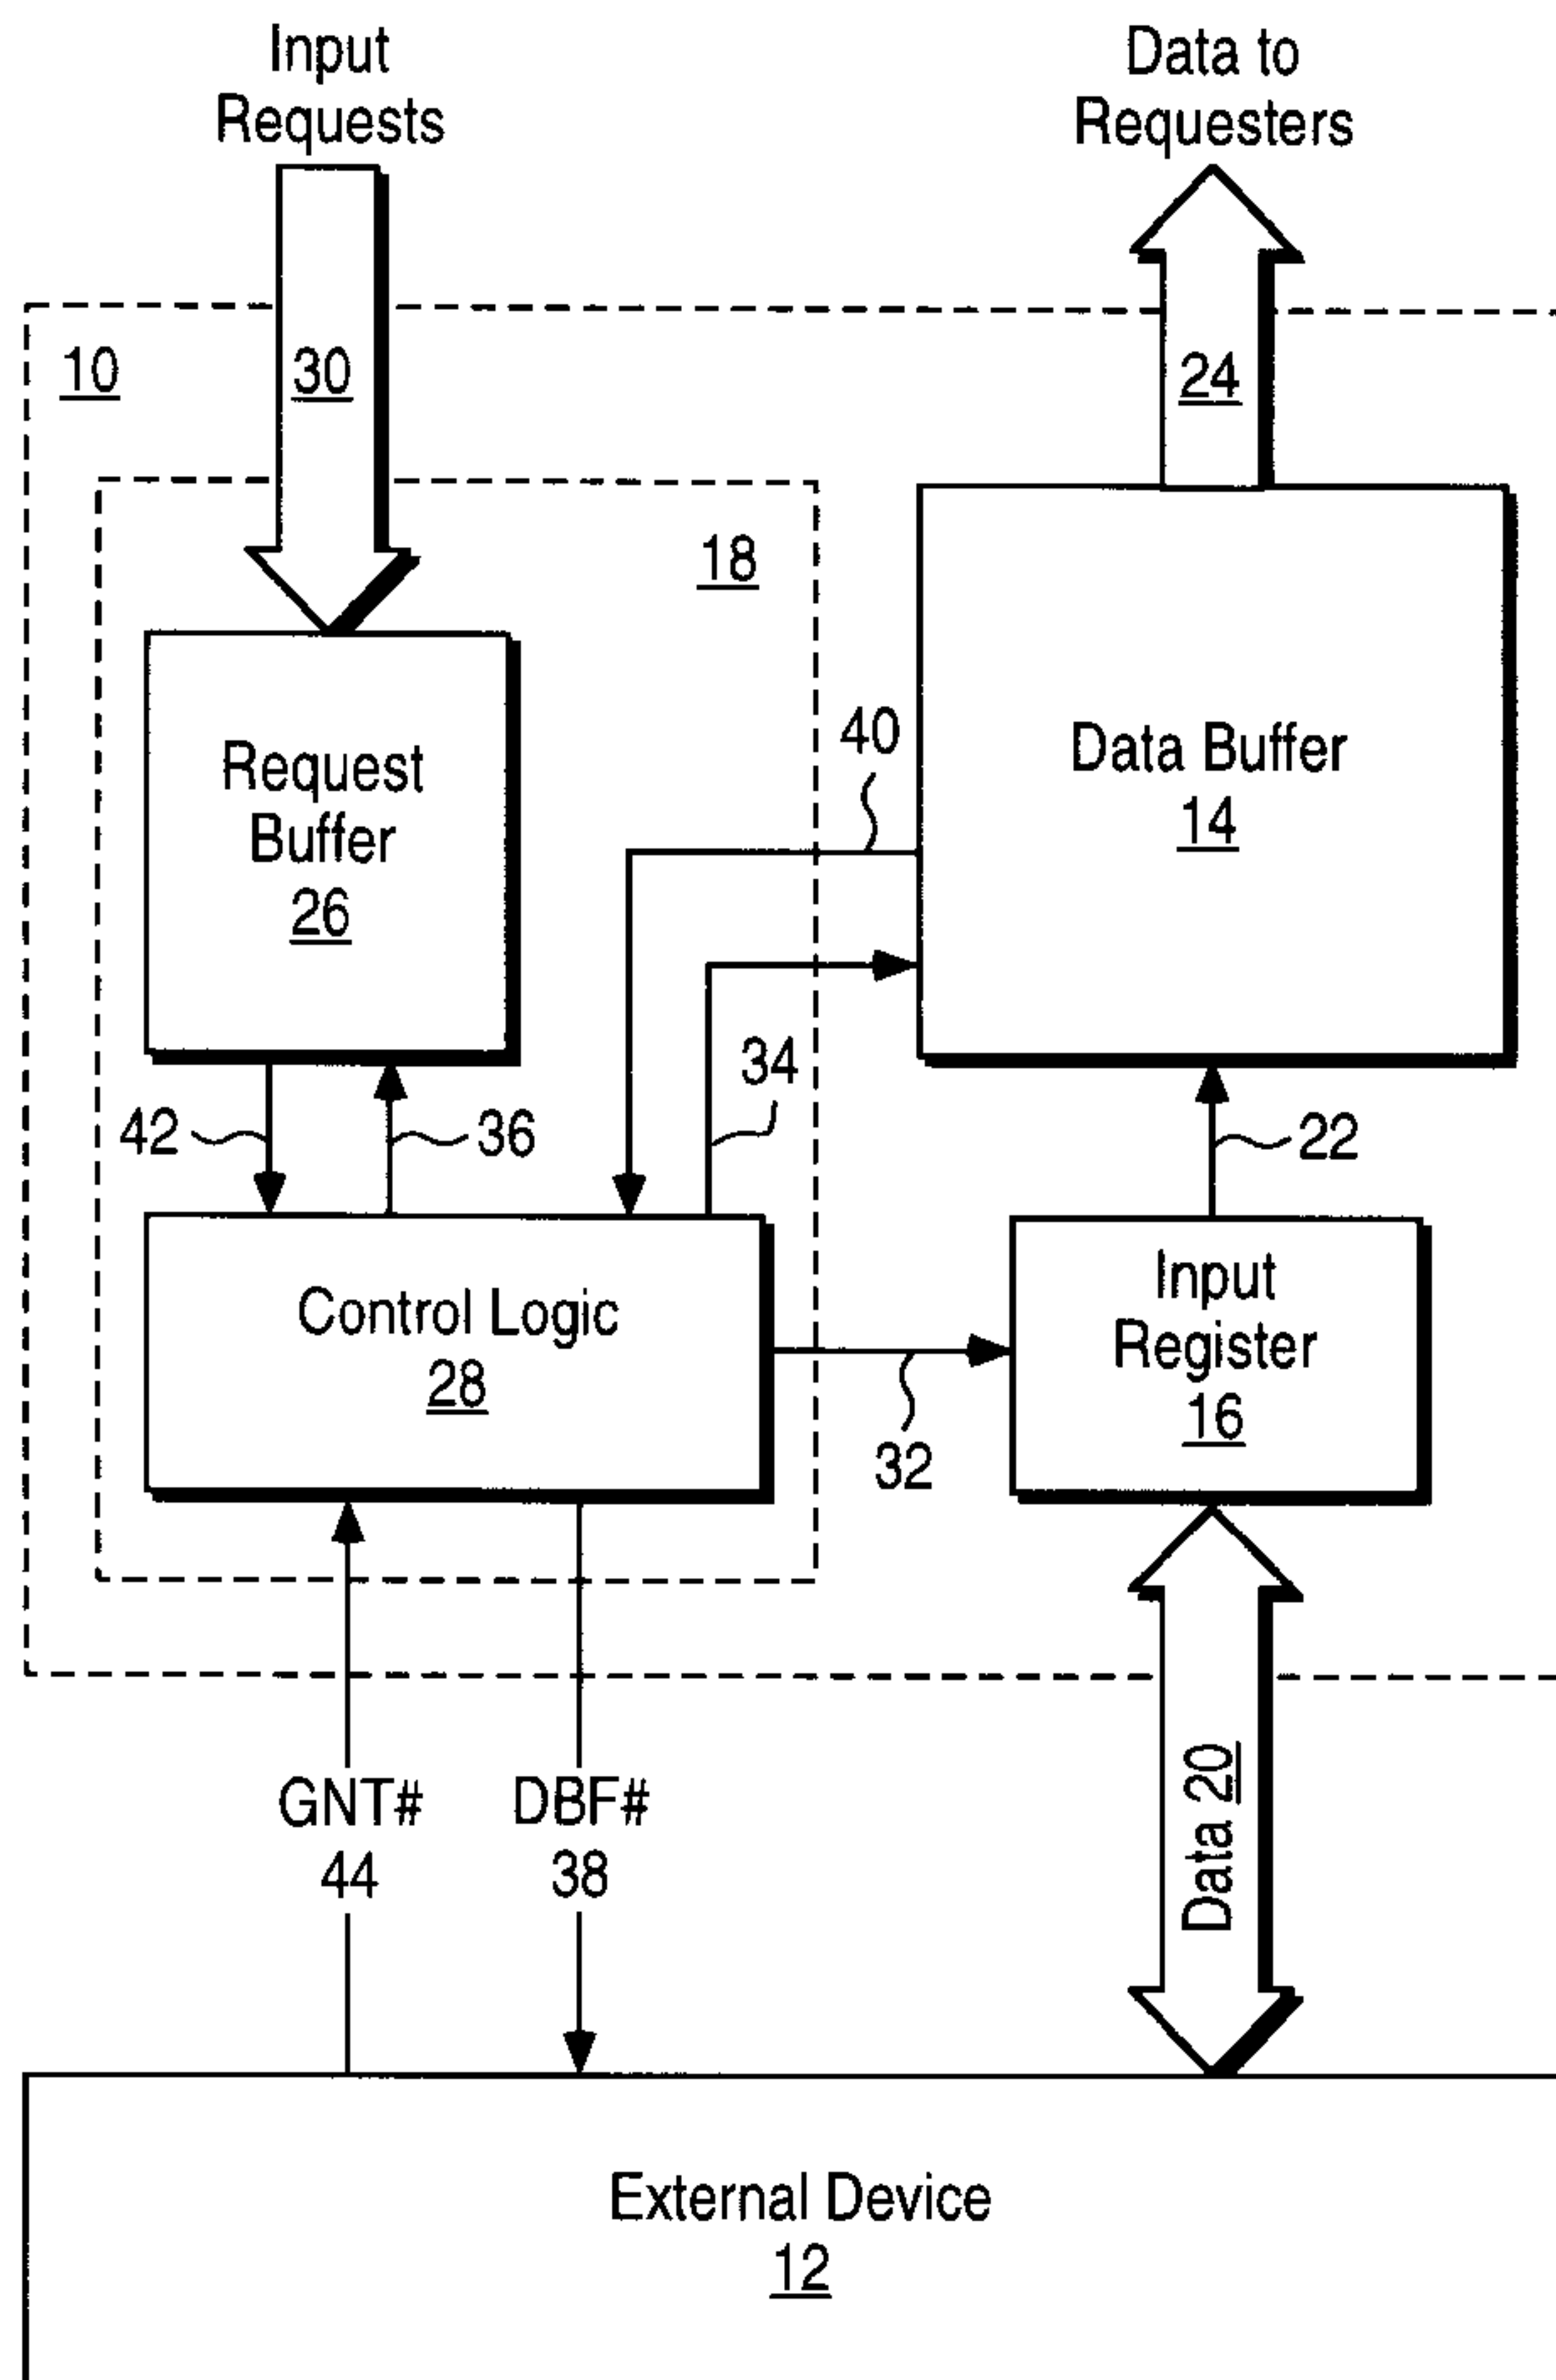 Input
Requests
Data to
Requesters
10
30
24
18
Request
Buffer
26
40
Data Buffer
14
34
42
36
22
Control Logic
28
Input
Register
16
32
GNT#
44
DBF#
38
Data 20
External Device
12